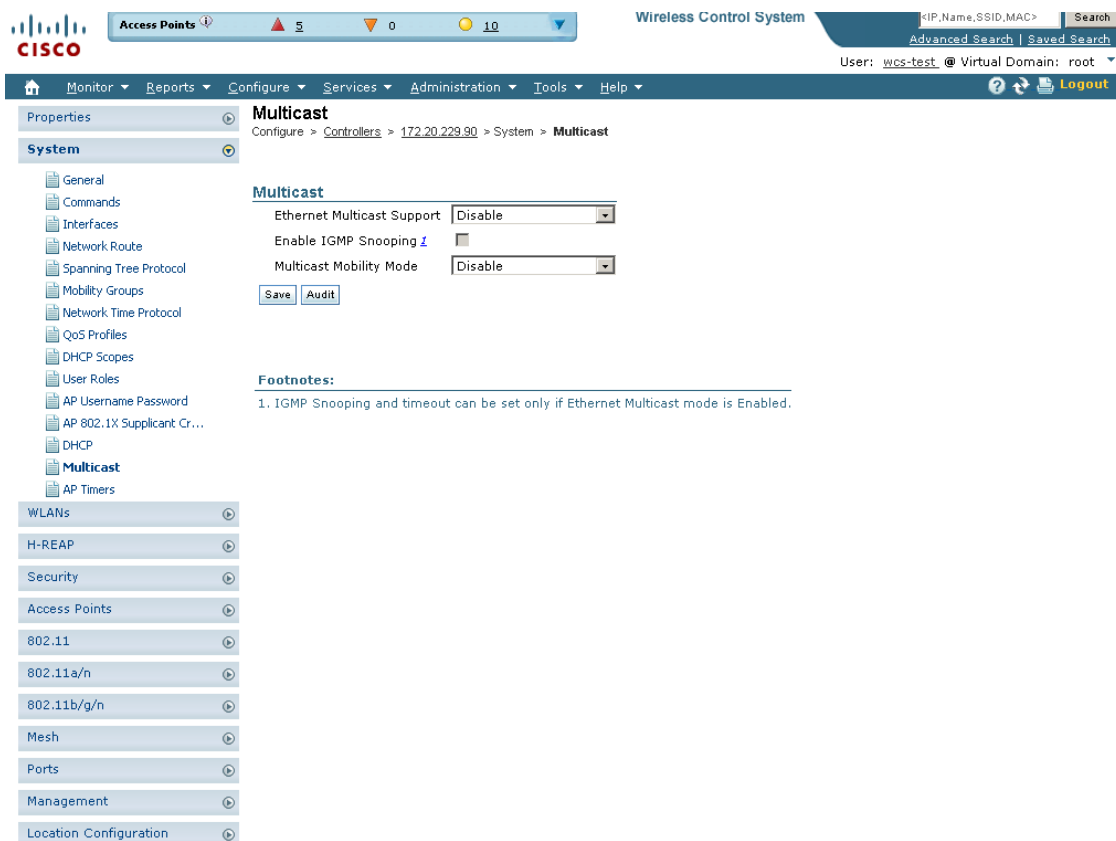 CISCO
Access Points
5
0
10
Wireless Control System
<IP,Name,SSID,MAC>
Search
Advanced Search | Saved Search
User: wcs-test @ Virtual Domain: root
Monitor Reports Configure Services Administration Tools Help
Logout
Properties
System
General
Commands
Interfaces
Network Route
Spanning Tree Protocol
Mobility Groups
Network Time Protocol
QoS Profiles
DHCP Scopes
User Roles
AP Username Password
AP 802.1X Supplicant Cr...
DHCP
Multicast
AP Timers
WLANs
H-REAP
Security
Access Points
802.11
802.11a/n
802.11b/g/n
Mesh
Ports
Management
Location Configuration
Multicast
Configure > Controllers > 172.20.229.90 > System > Multicast
Multicast
Ethernet Multicast Support Disable
Enable IGMP Snooping 1
Multicast Mobility Mode Disable
Save Audit
Footnotes:
1. IGMP Snooping and timeout can be set only if Ethernet Multicast mode is Enabled.